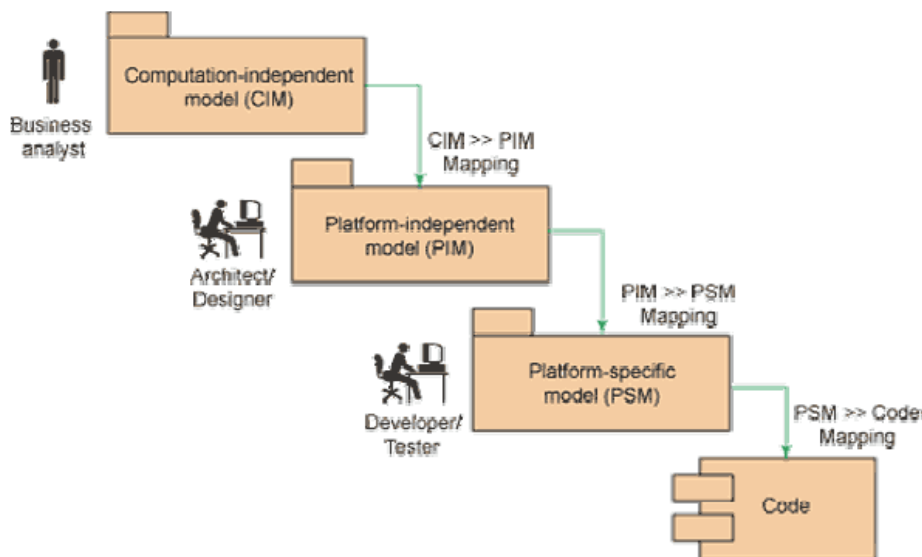 Computation-independent
model (CIM)
Business
analyst
CIM >> PIM
Mapping
Platform-independent
model (PIM)
Architect/
Designer
PIM >> PSM
Mapping
Platform-specific
model (PSM)
Developer/
Tester
PSM >> Code
Mapping
Code